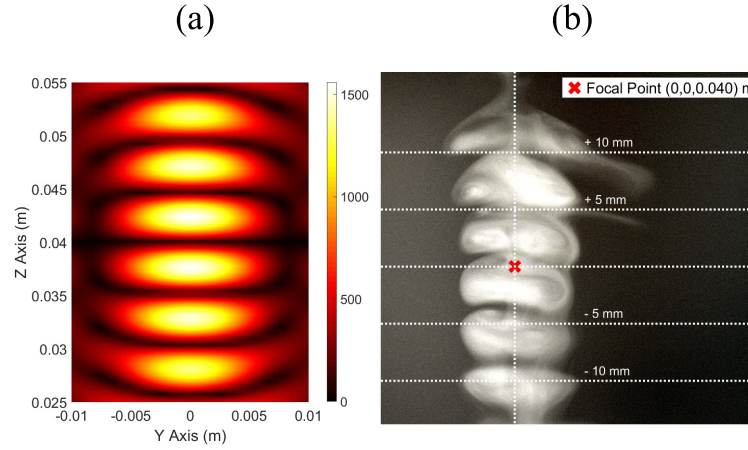 (a)
(b)
0.055
0.05
0.045
0.04
0.035
0.03
0.025
Z Axis (m)
-0.01
-0.005
0
0.005
0.01
Y Axis (m)
1500
1000
500
0
Focal Point (0,0,0.040) m
+ 10 mm
+ 5 mm
- 5 mm
- 10 mm